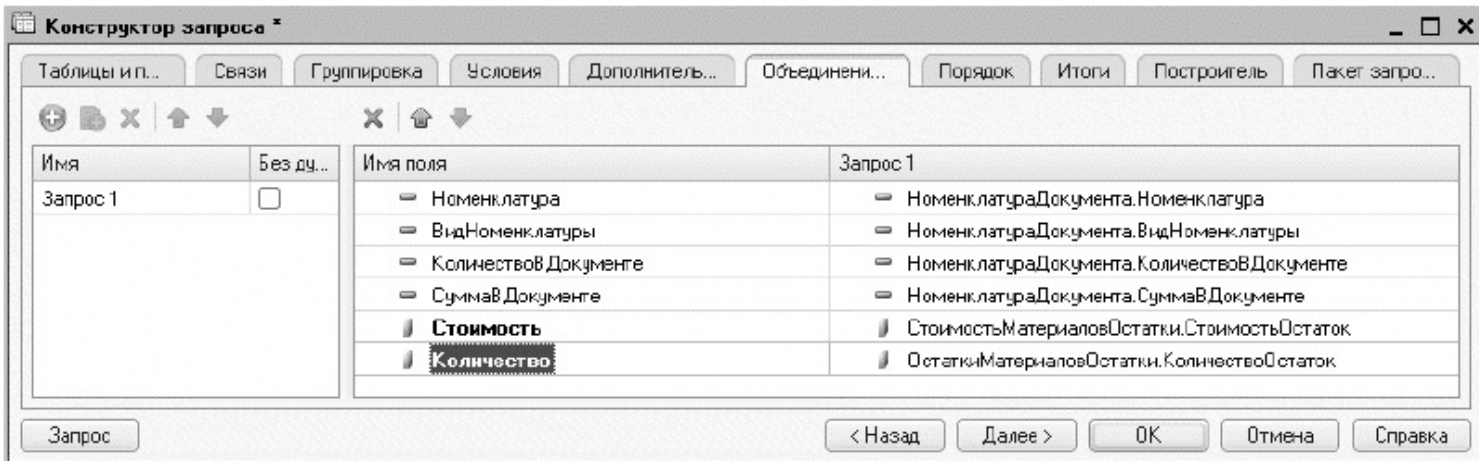 Конструктор запроса *
Таблицы и п... Связи Группировка Условия Дополнитель... Объединени... Порядок Итоги Построитель Пакет запро...
Имя Без ду... Имя поля Запрос 1
Запрос 1 Номенклатура НоменклатураДокумента.Номенклатура
ВидНоменклатуры НоменклатураДокумента.ВидНоменклатуры
КоличествоВДокументе НоменклатураДокумента.КоличествоВДокументе
СуммаВДокументе НоменклатураДокумента.СуммаВДокументе
Стоимость СтоимостьМатериаловОстатки.СтоимостьОстаток
Количество ОстаткиМатериаловОстатки.КоличествоОстаток
Запрос < Назад Далее > OK Отмена Справка